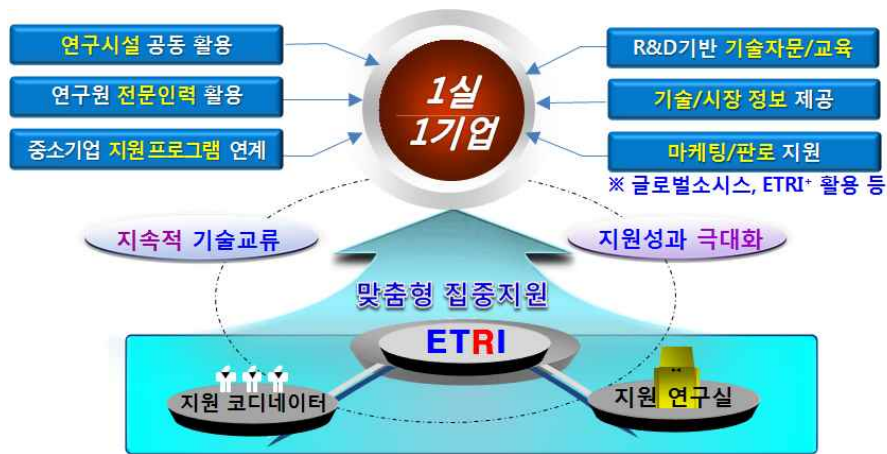 연구시설 공동 활용
연구원 전문인력 활용
중소기업 지원프로그램 연계
1실
1기업
R&D기반 기술자문/교육
기술/시장 정보 제공
마케팅/판로 지원
※ 글로벌소시스, ETRI⁺ 활용 등
지속적 기술교류
지원성과 극대화
맞춤형 집중지원
ETRI
지원 코디네이터
지원 연구실